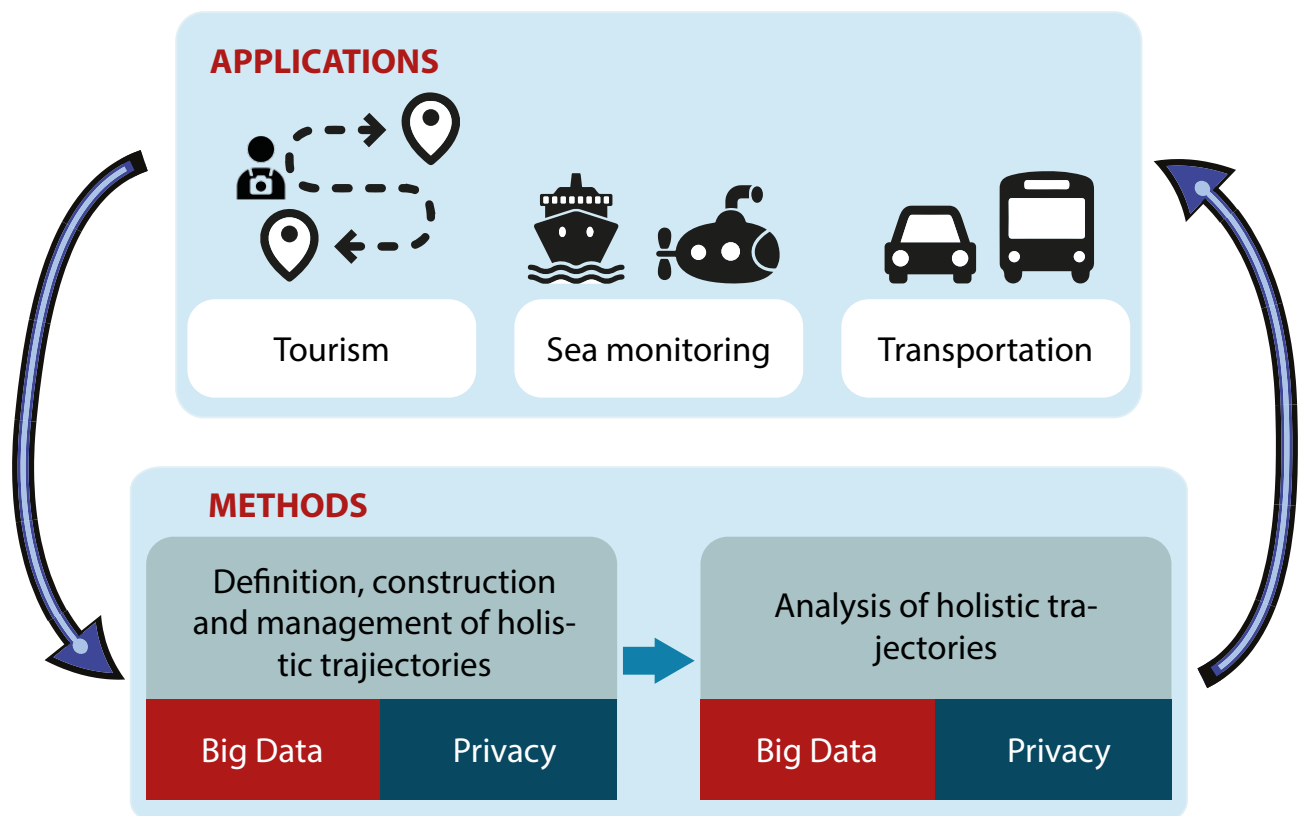 APPLICATIONS
Tourism
Sea monitoring
Transportation
METHODS
Definition, construction
and management of holis-
tic trajiectories
Analysis of holistic tra-
jectories
Big Data
Privacy
Big Data
Privacy